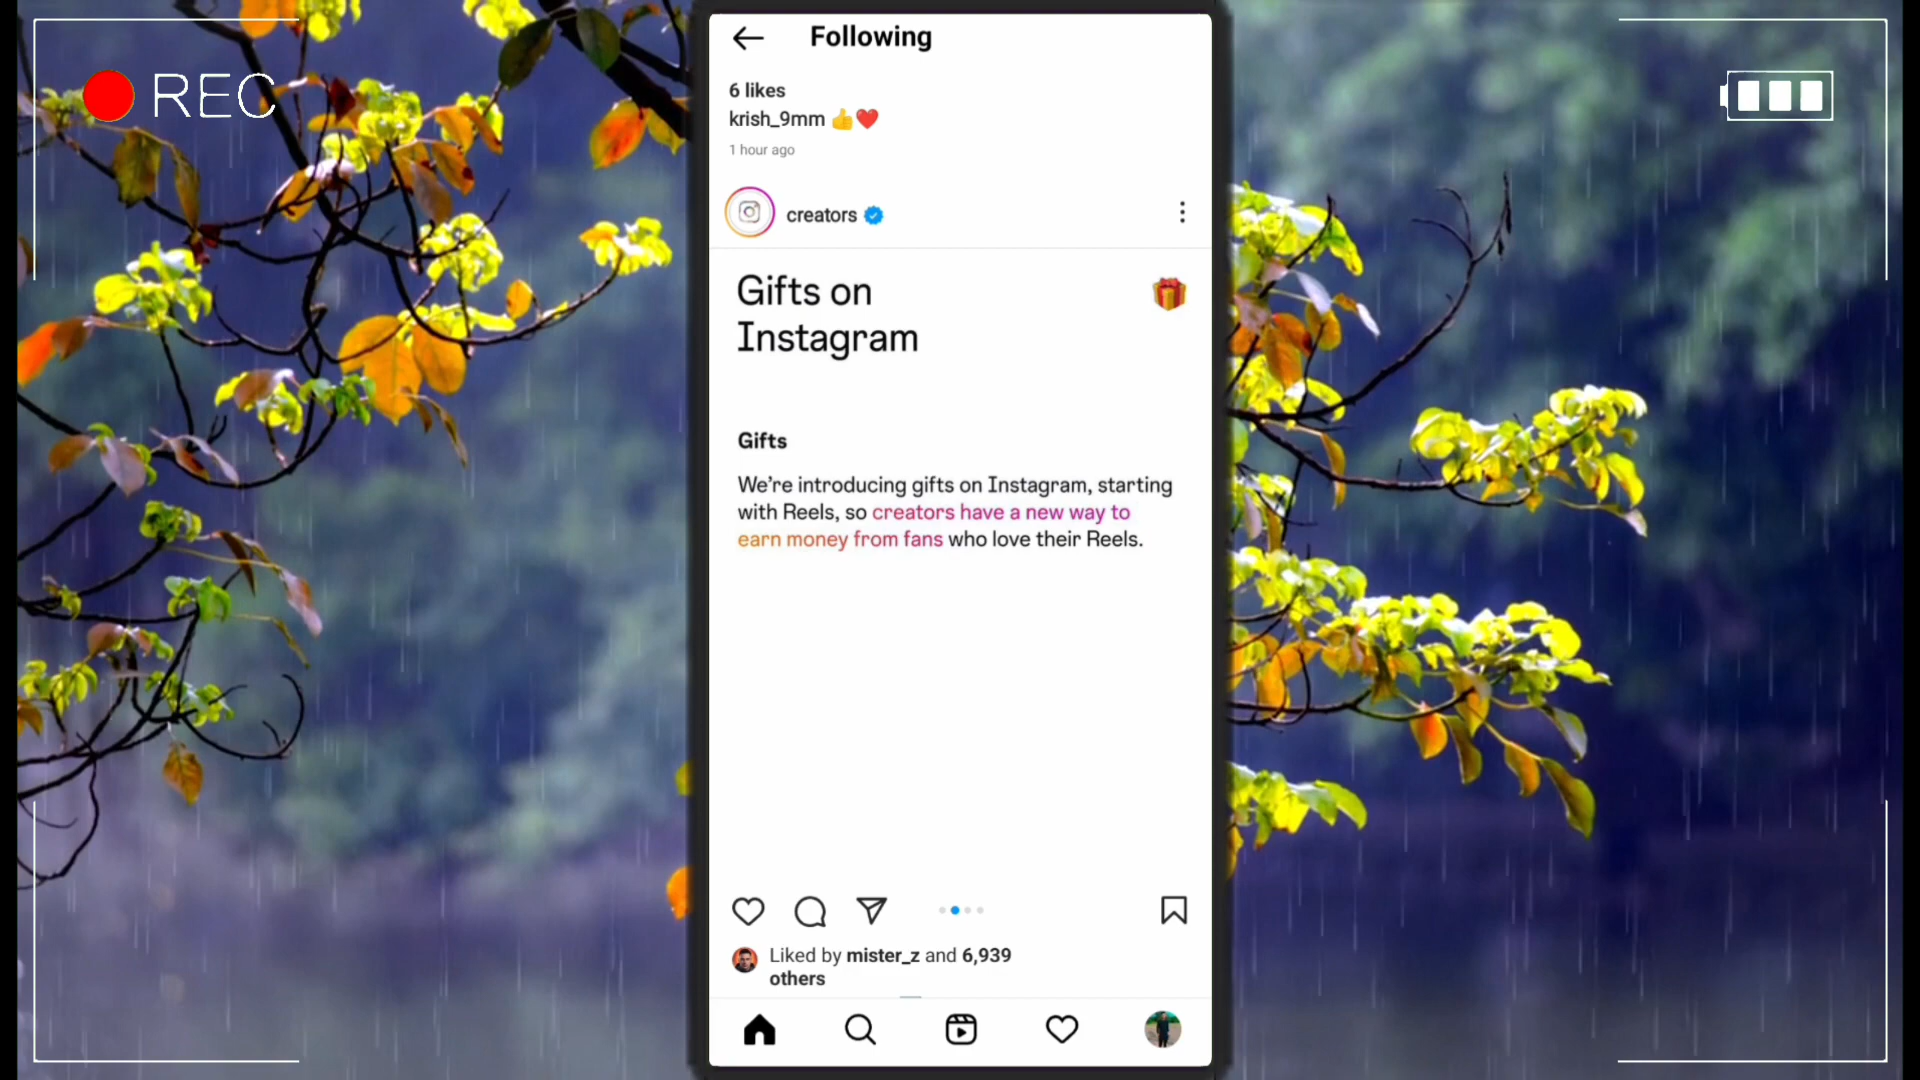 REC
Following
6 likes
krish_9mm 👍❤️
1 hour ago
creators
Gifts on
Instagram
Gifts
We’re introducing gifts on Instagram, starting
with Reels, so creators have a new way to
earn money from fans who love their Reels.
Liked by mister_z and 6,939
others